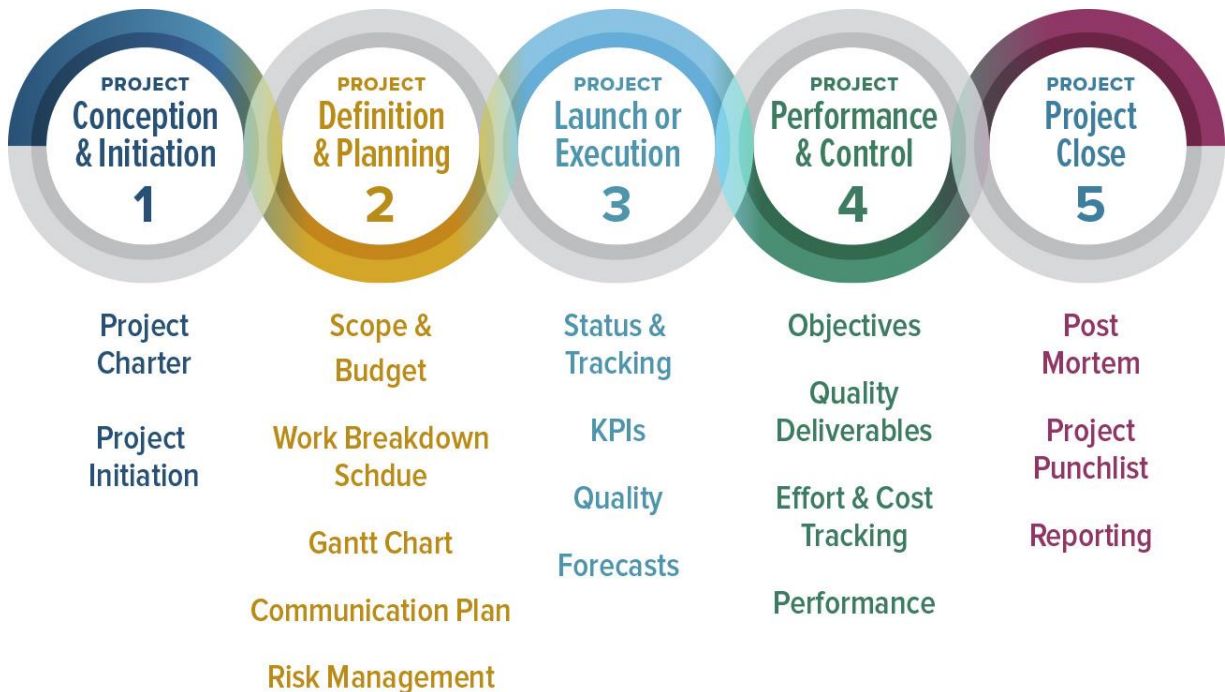 PROJECT
Conception
& Initiation
1
PROJECT
Definition
& Planning
2
PROJECT
Launch or
Execution
3
PROJECT
Performance
& Control
4
PROJECT
Project
Close
5
Project
Charter
Project
Initiation
Scope &
Budget
Work Breakdown
Schdue
Gantt Chart
Communication Plan
Risk Management
Status &
Tracking
KPIs
Quality
Forecasts
Objectives
Quality
Deliverables
Effort & Cost
Tracking
Performance
Post
Mortem
Project
Punchlist
Reporting